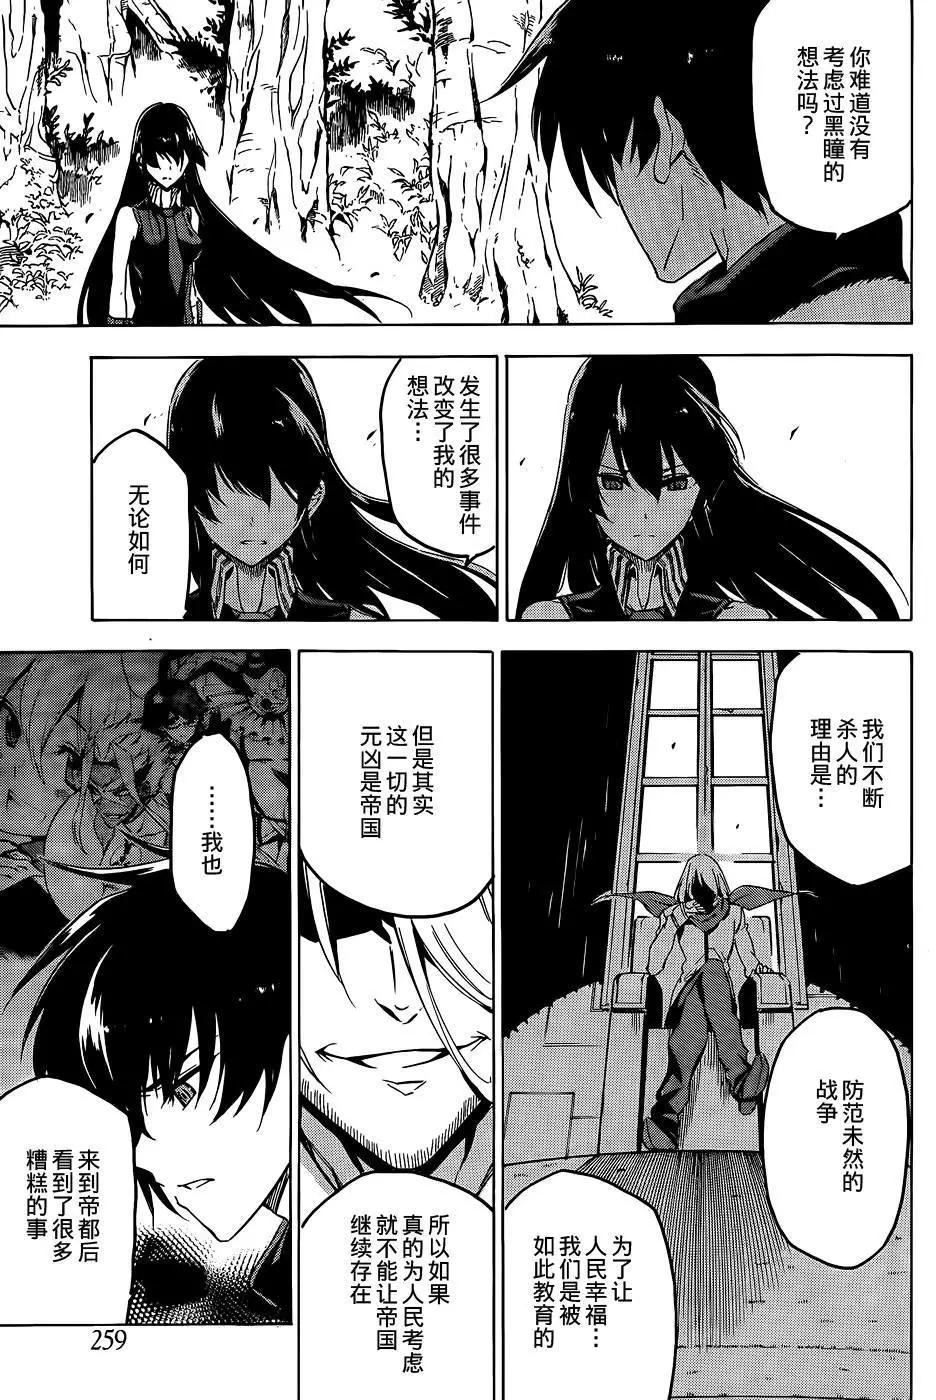 你难道没有
考虑过黑瞳的
想法吗？
发生了很多事件
改变了我的
想法…
无论如何
我们不断
杀人的
理由是…
防范未然的
战争
为了让
人民幸福…
我们是被
如此教育的
但是其实
这一切的
元凶是帝国
所以如果
真的为人民考虑
就不能让帝国
继续存在
……我也
来到帝都后
看到了很多
糟糕的事
259